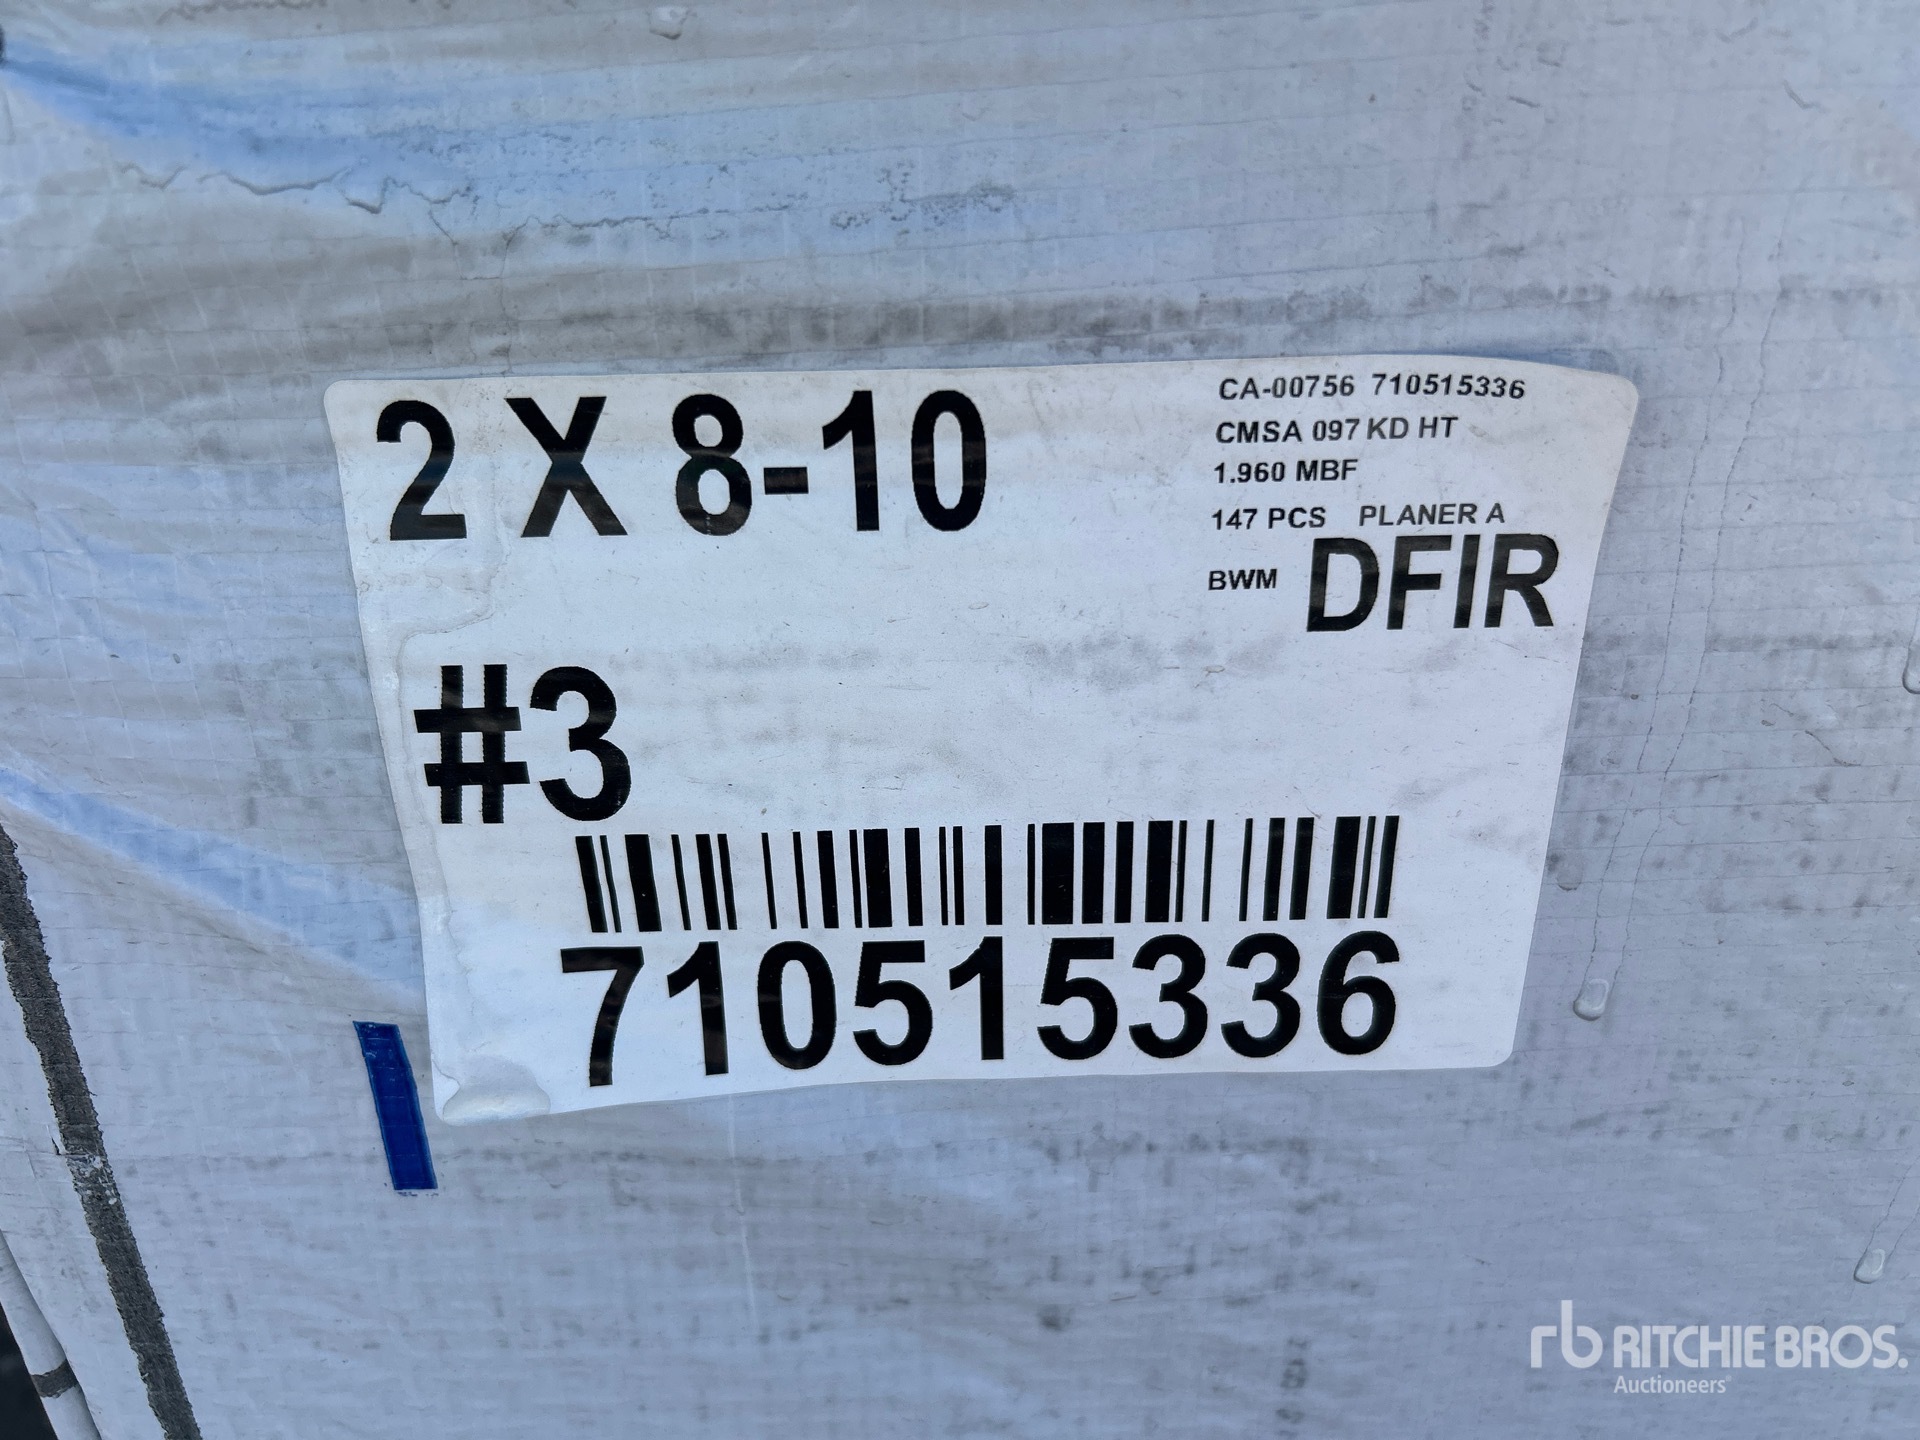 2 X 8-10
CA-00756 710515336
CMSA 097 KD HT
1.960 MBF
147 PCS PLANER A
BWM DFIR
#3
710515336
rb RITCHIE BROS.
Auctioneers